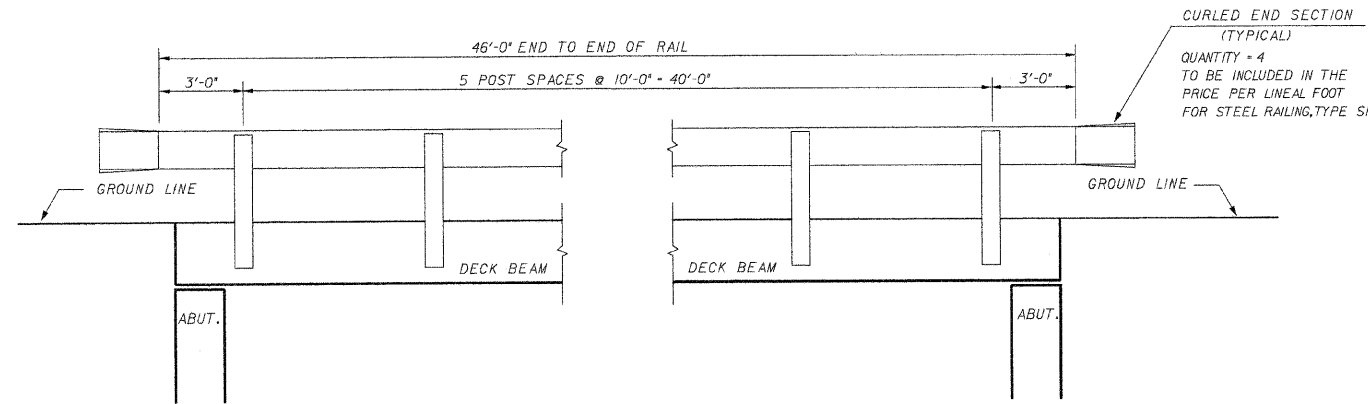 CURLED END SECTION
(TYPICAL)
QUANTITY = 4
TO BE INCLUDED IN THE
PRICE PER LINEAL FOOT
FOR STEEL RAILING, TYPE
46'-0" END TO END OF RAIL
3'-0"
5 POST SPACES @ 10'-0" = 40'-0"
3'-0"
GROUND LINE
GROUND LINE
DECK BEAM
DECK BEAM
ABUT.
ABUT.